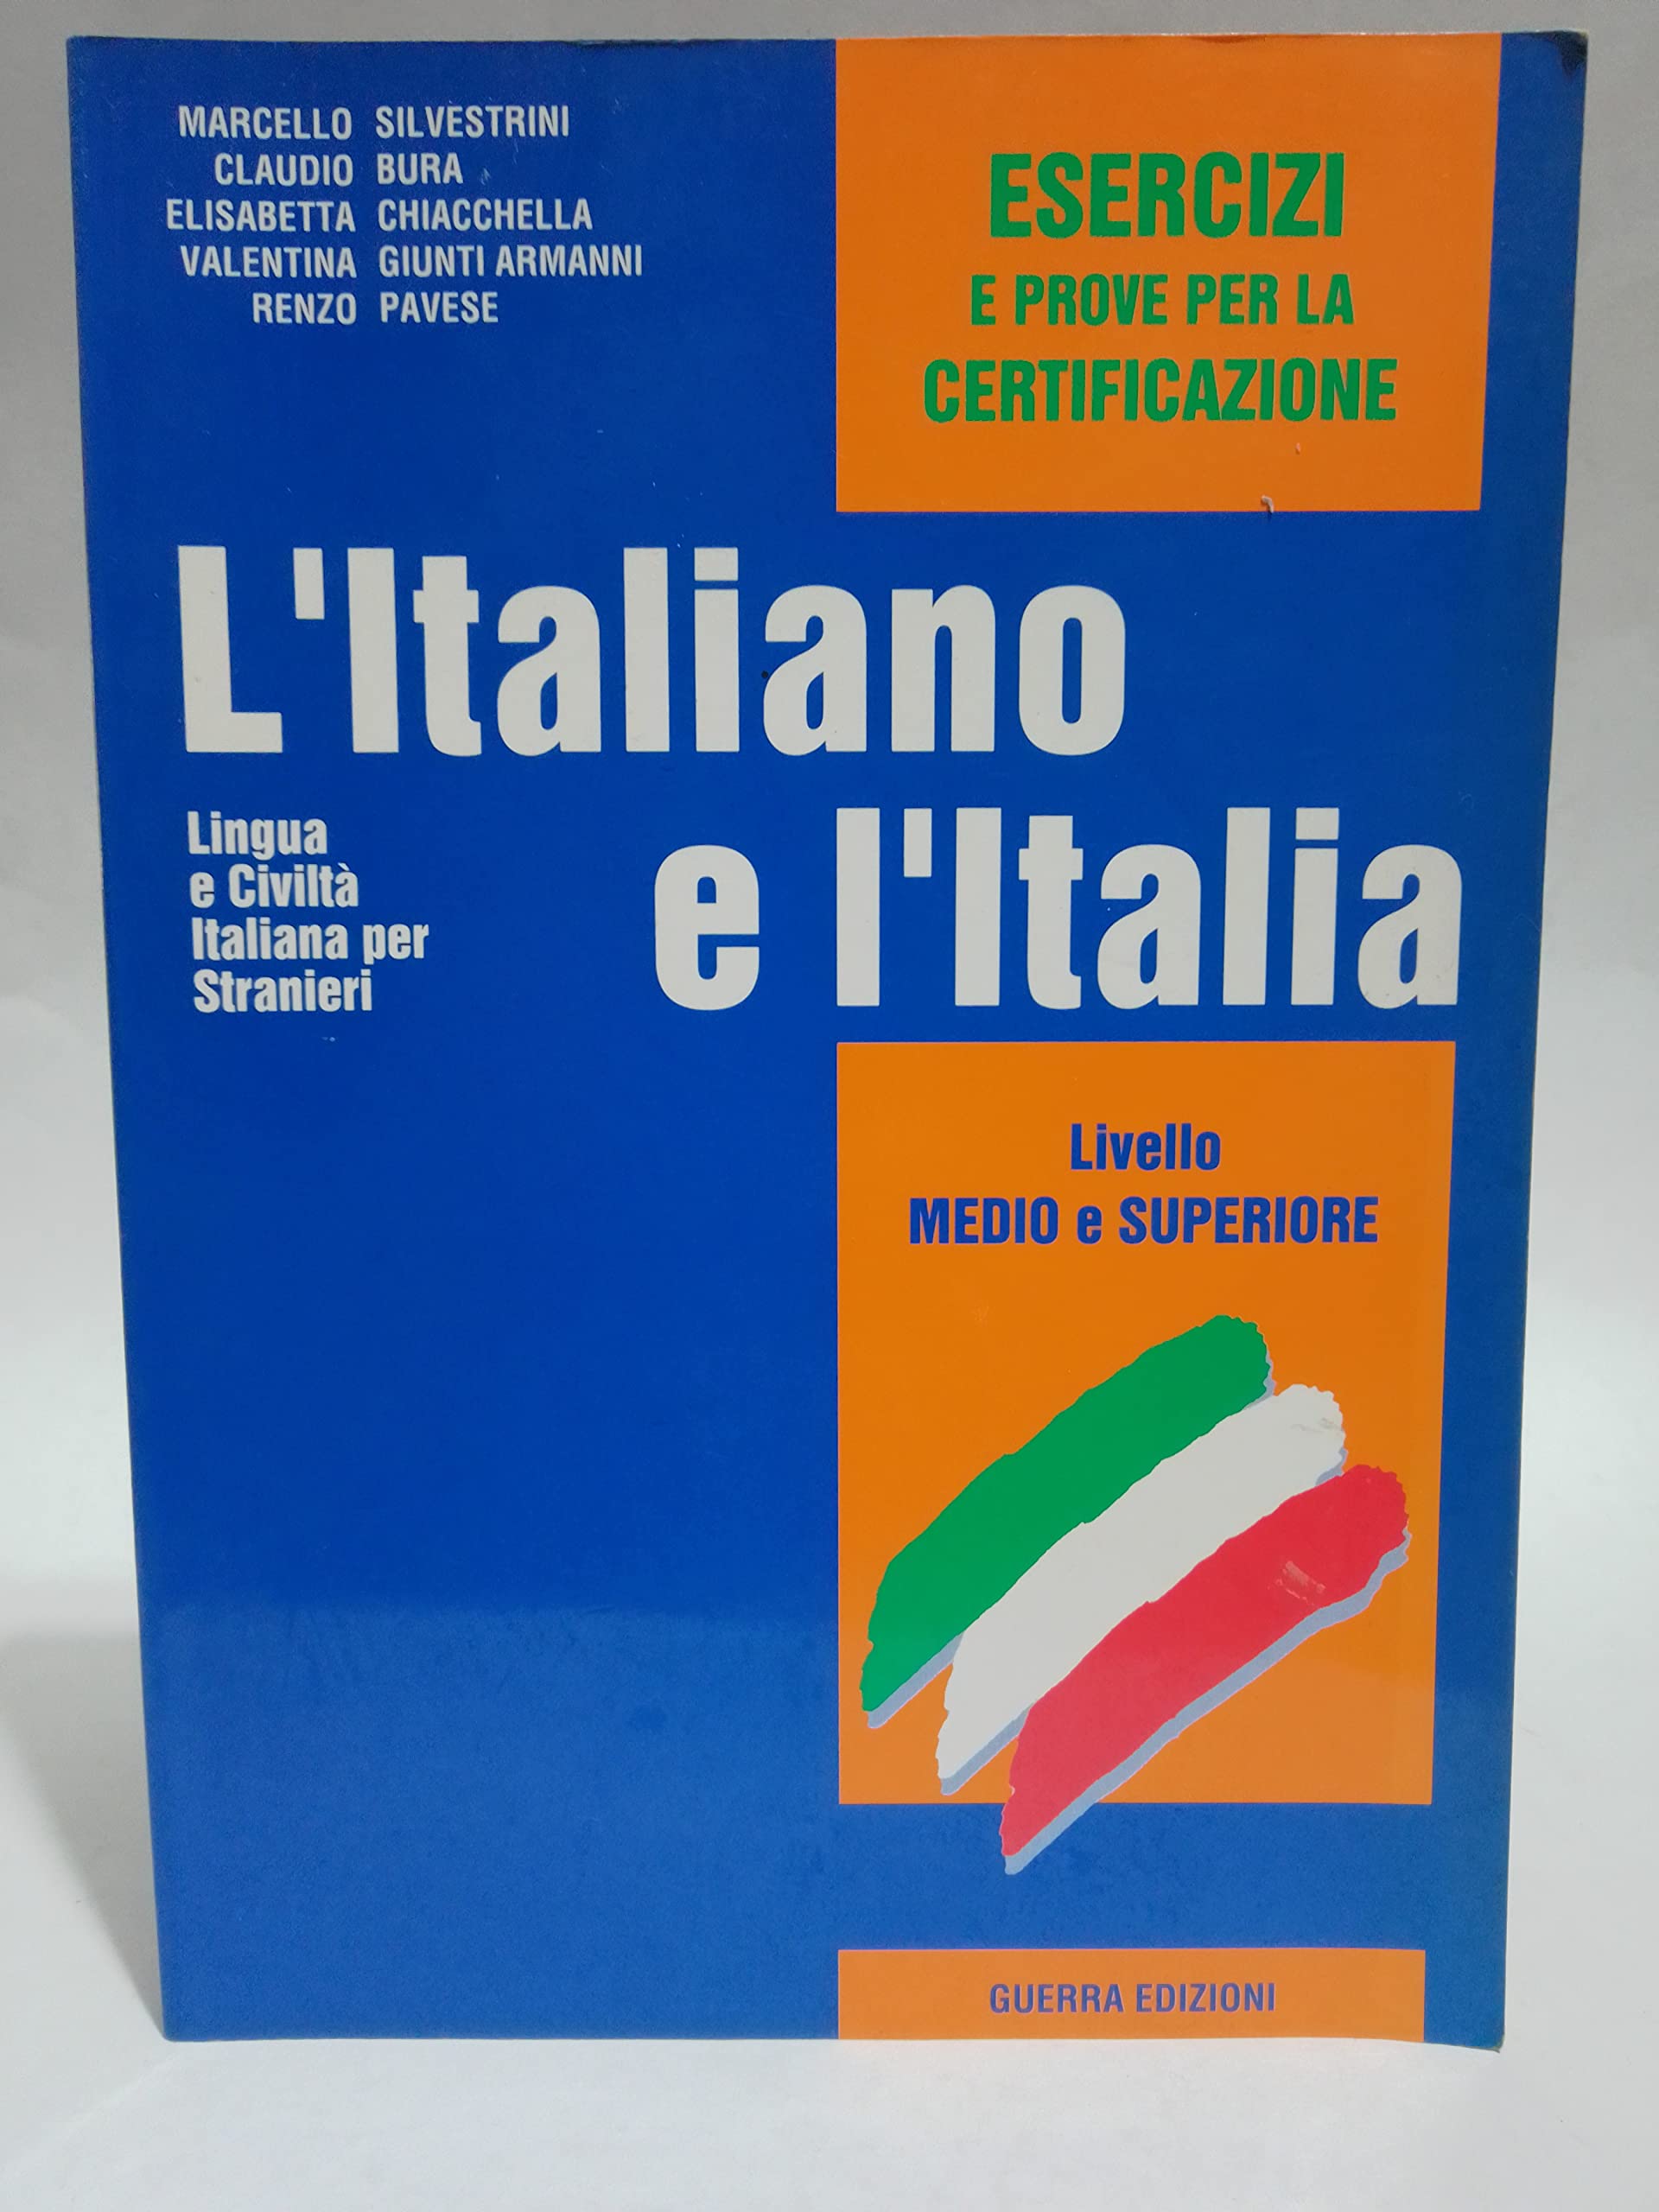 MARCELLO SILVESTRINI
CLAUDIO BURA
ELISABETTA CHIACCHELLA
VALENTINA GIUNTI ARMANNI
RENZO PAVESE
ESERCIZI
E PROVE PER LA
CERTIFICAZIONE
L'Italiano
e l'Italia
Lingua
e Civiltà
Italiana per
Stranieri
Livello
MEDIO e SUPERIORE
GUERRA EDIZIONI